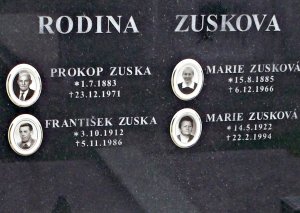 RODINA ZUSKOVA
PROKOP ZUSKA
*1.7.1883
†23.12.1971
MARIE ZUSKOVÁ
*15.8.1885
†6.12.1966
FRANTIŠEK ZUSKA
*3.10.1912
†5.11.1986
MARIE ZUSKOVÁ
*14.5.1922
†22.2.1994